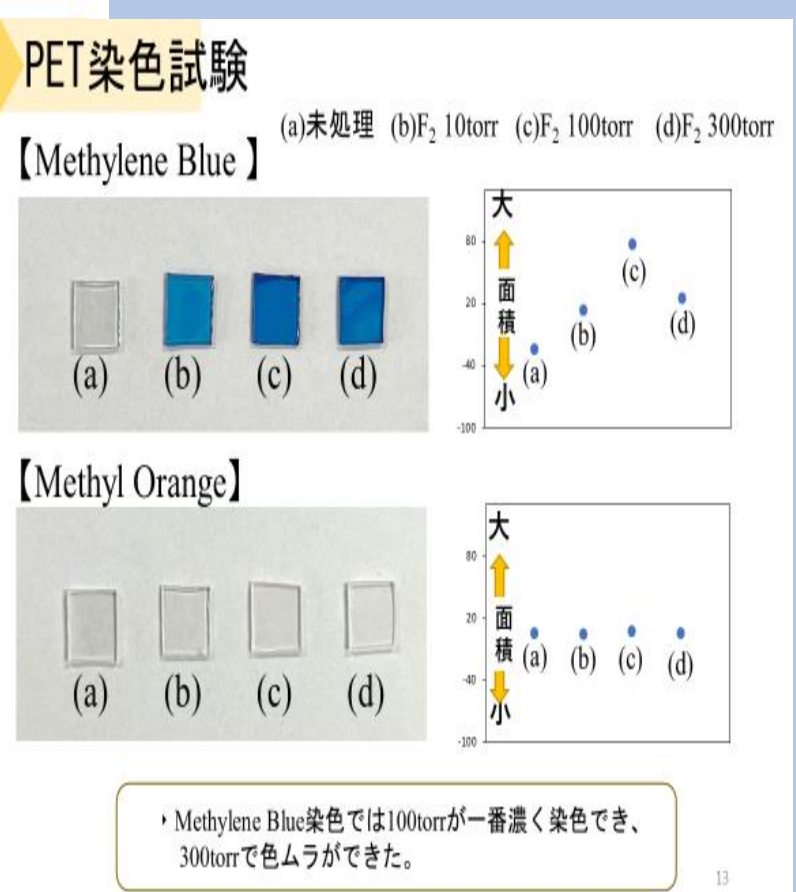 PET染色試験
(a)未処理 (b)F₂ 10torr (c)F₂ 100torr (d)F₂ 300torr
【Methylene Blue 】
(a) (b) (c) (d)
大
面積
小
80
20
-40
-100
(a)
(b)
(c)
(d)
【Methyl Orange】
(a) (b) (c) (d)
大
面積
小
80
20
-40
-100
(a) (b) (c) (d)
‣ Methylene Blue染色では100torrが一番濃く染色でき、
300torrで色ムラができた。
13